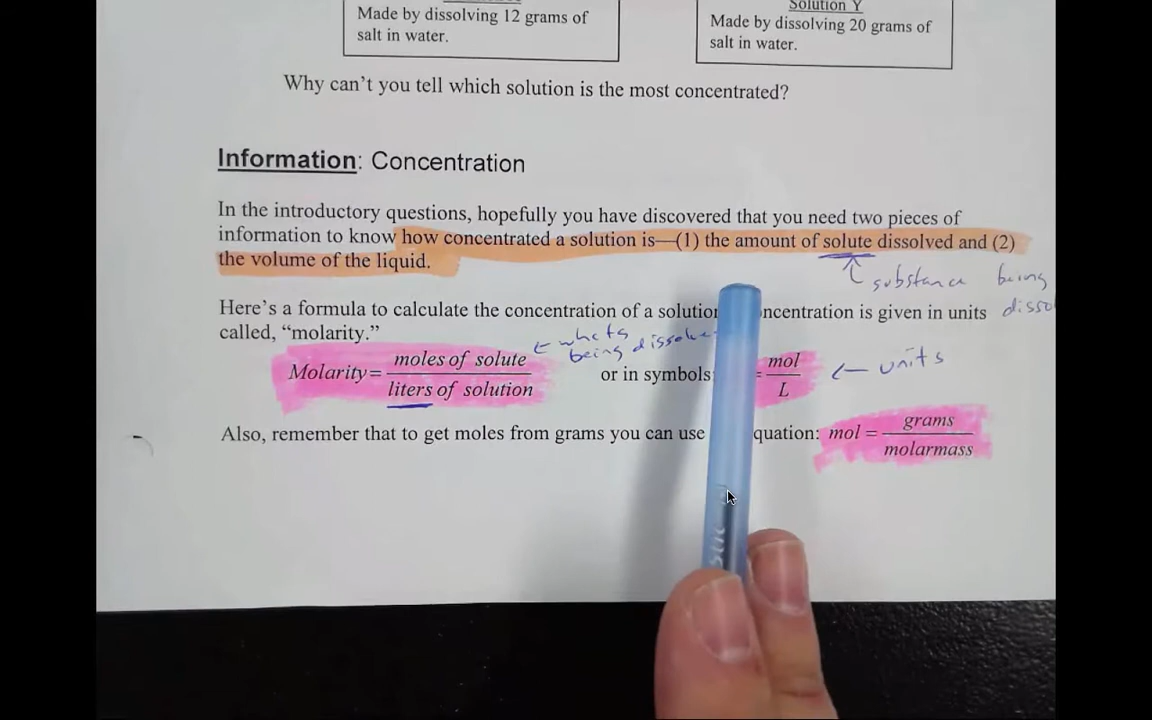 Solution Y
Made by dissolving 12 grams of
salt in water.
Made by dissolving 20 grams of
salt in water.
Why can't you tell which solution is the most concentrated?
Information: Concentration
In the introductory questions, hopefully you have discovered that you need two pieces of
information to know how concentrated a solution is—(1) the amount of solute dissolved and (2)
the volume of the liquid.
substance being
disso
Here's a formula to calculate the concentration of a solution ncentration is given in units
called, "molarity."
← whats
being dissolve
Molarity= moles of solute
liters of solution
or in symbols: = mol
L
← units
Also, remember that to get moles from grams you can use quation: mol = grams
molarmass